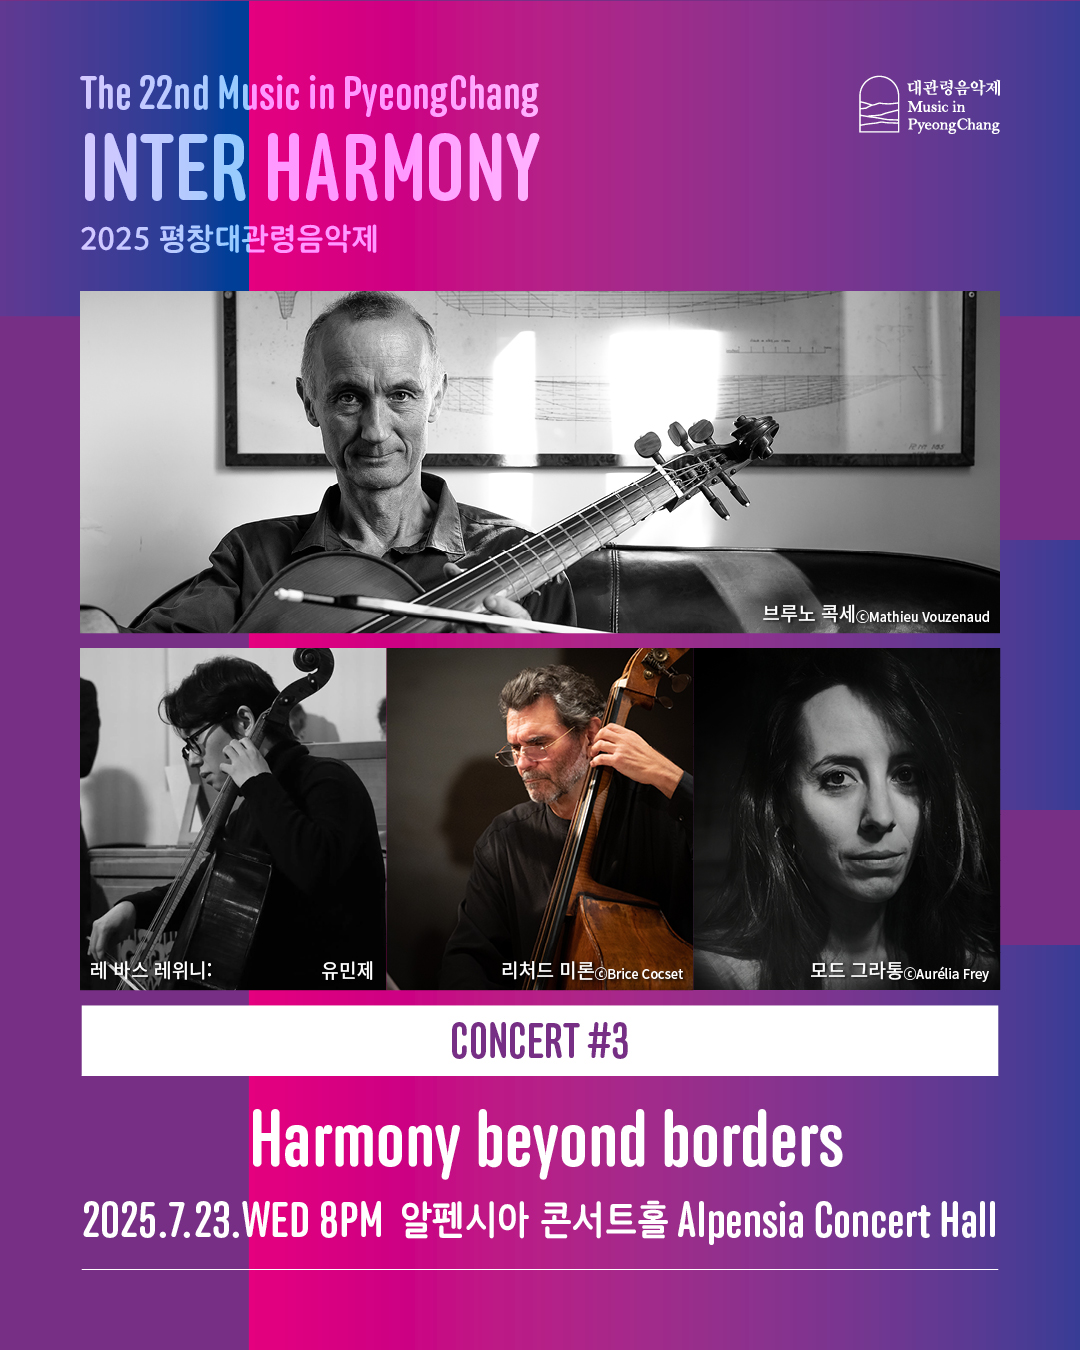 The 22nd Music in PyeongChang
INTER HARMONY
2025 평창대관령음악제
대관령음악제
Music in
PyeongChang
브루노 콕세ⓒMathieu Vouzenaud
레 바스 레위니: 유민제
리처드 미론ⓒBrice Cocset
모드 그라통ⓒAurélia Frey
CONCERT #3
Harmony beyond borders
2025.7.23.WED 8PM 알펜시아 콘서트홀 Alpensia Concert Hall